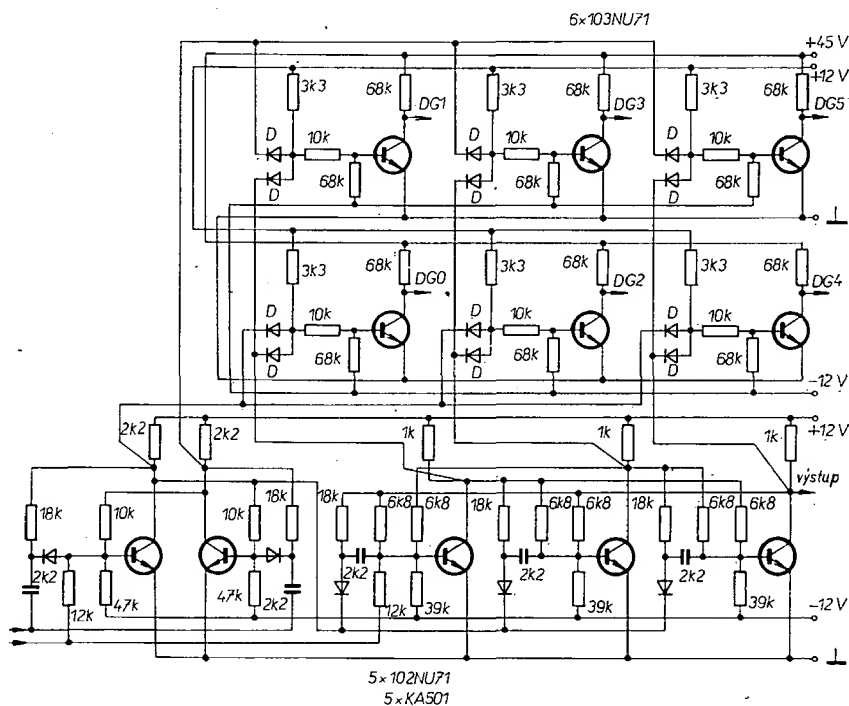 6×103NU71
+45 V
+12 V
3k3
68k
DG1
3k3
68k
DG3
3k3
68k
DG5
D
10k
D
10k
D
10k
D
68k
D
68k
D
68k
3k3
68k
DG0
3k3
68k
DG2
3k3
68k
DG4
D
10k
D
10k
D
10k
D
68k
D
68k
D
68k
−12 V
+12 V
2k2
2k2
1k
1k
1k
výstup
18k
10k
10k
18k
18k
6k8
6k8
18k
6k8
6k8
18k
6k8
6k8
2k2
12k
47k
47k
2k2
2k2
12k
39k
2k2
39k
2k2
39k
−12 V
5×102NU71
5×KA501